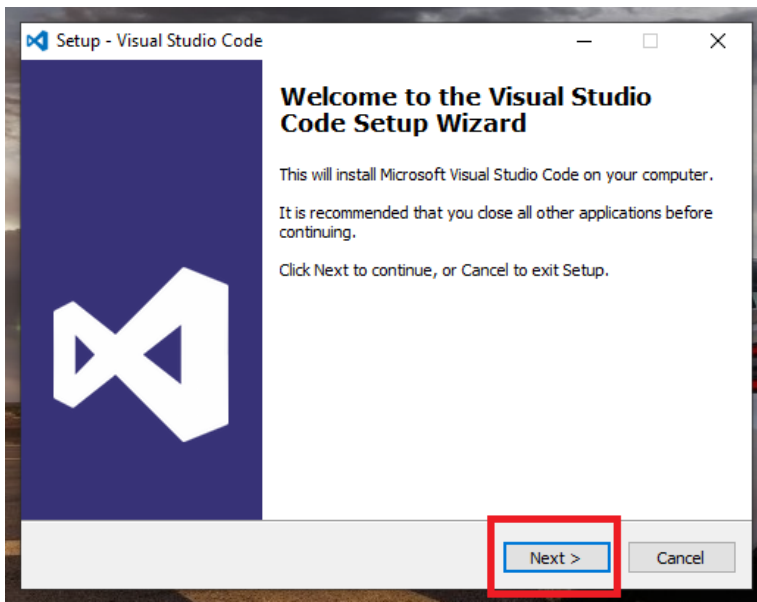 Setup - Visual Studio Code
Welcome to the Visual Studio
Code Setup Wizard
This will install Microsoft Visual Studio Code on your computer.
It is recommended that you close all other applications before
continuing.
Click Next to continue, or Cancel to exit Setup.
Next >
Cancel